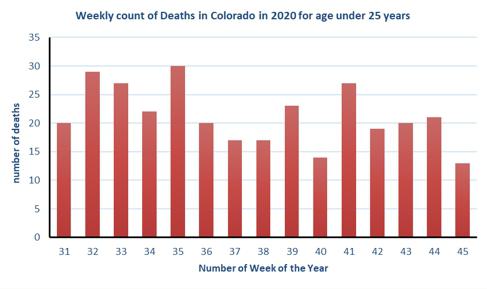 Weekly count of Deaths in Colorado in 2020 for age under 25 years
number of deaths
35
30
25
20
15
10
5
0
31 32 33 34 35 36 37 38 39 40 41 42 43 44 45
Number of Week of the Year